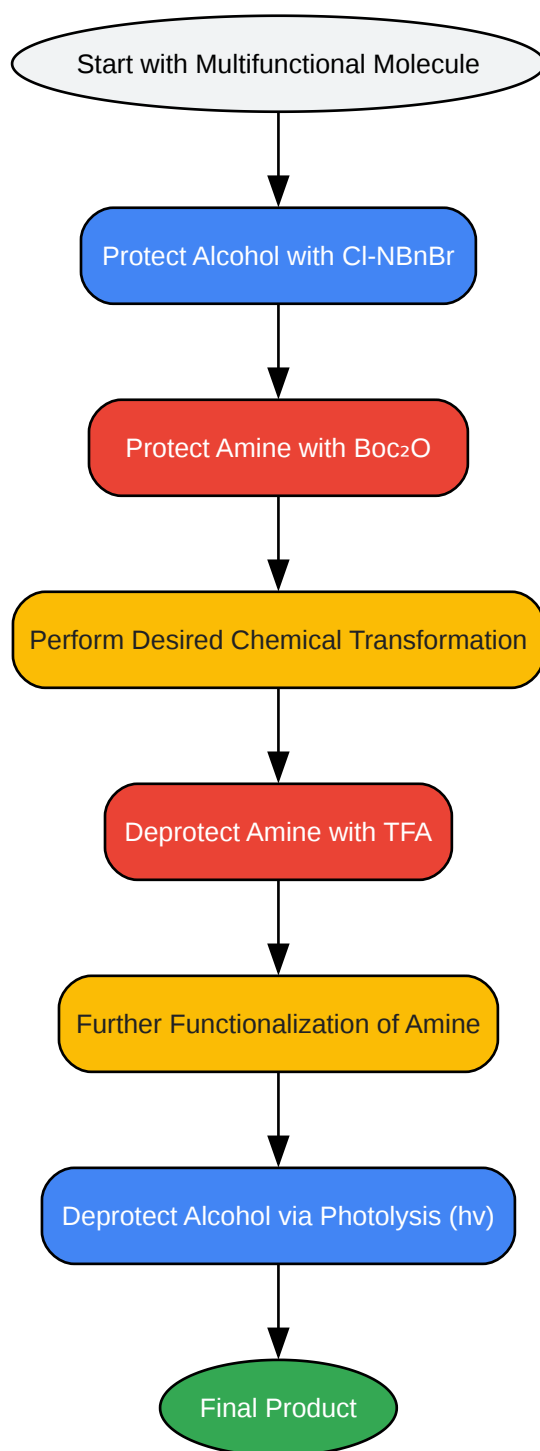 Start with Multifunctional Molecule
Protect Alcohol with Cl-NBnBr
Protect Amine with Boc₂O
Perform Desired Chemical Transformation
Deprotect Amine with TFA
Further Functionalization of Amine
Deprotect Alcohol via Photolysis (hv)
Final Product